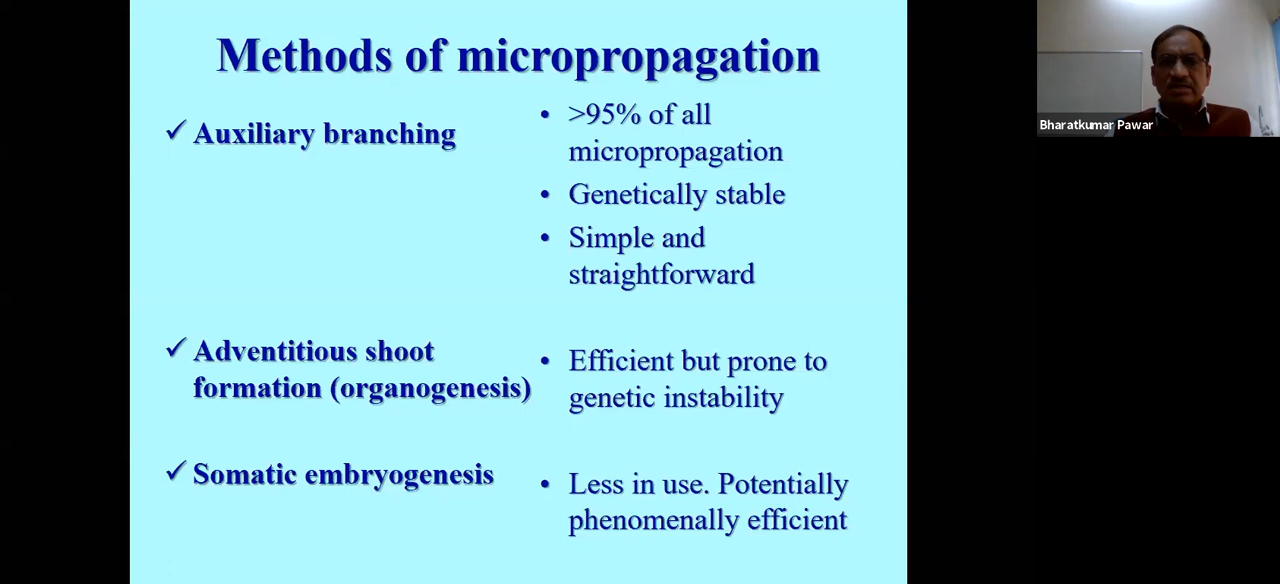 Methods of micropropagation
✓ Auxiliary branching
• >95% of all
micropropagation
• Genetically stable
• Simple and
straightforward
✓ Adventitious shoot
formation (organogenesis)
• Efficient but prone to
genetic instability
✓ Somatic embryogenesis
• Less in use. Potentially
phenomenally efficient
Bharatkumar Pawar